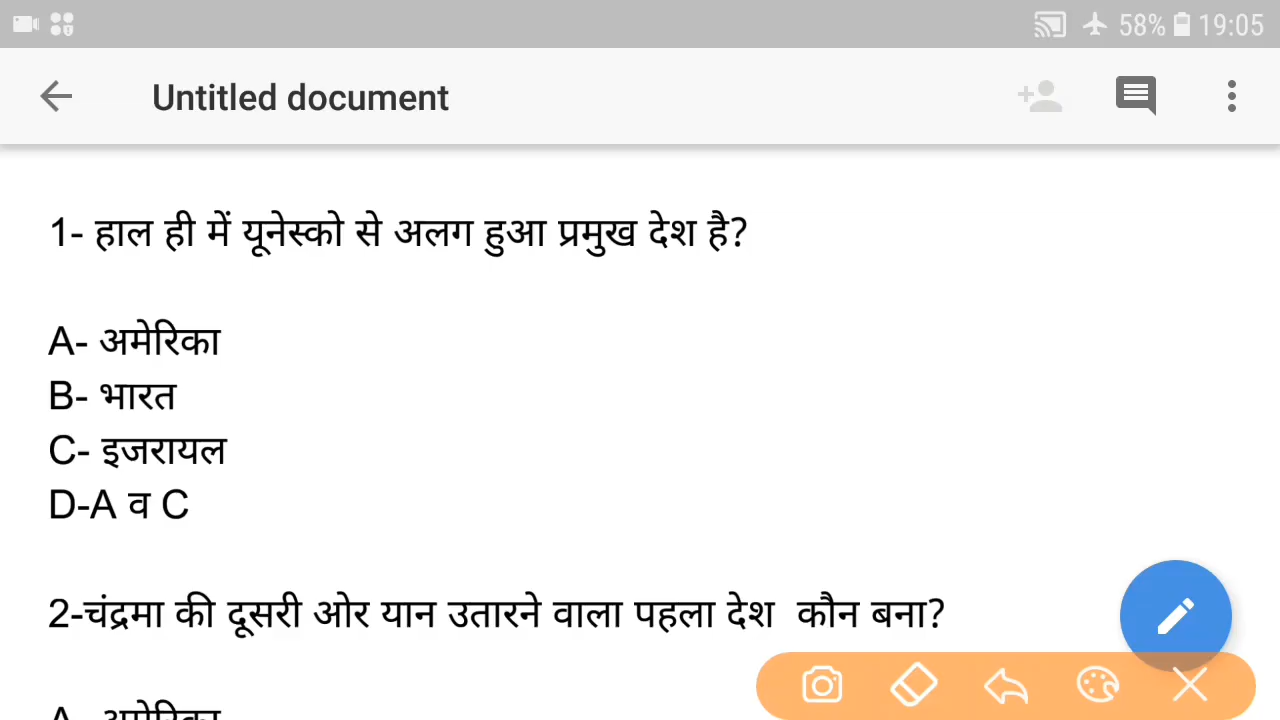 58% 19:05
Untitled document
1- हाल ही में यूनेस्को से अलग हुआ प्रमुख देश है?
A- अमेरिका
B- भारत
C- इजरायल
D-A व C
2-चंद्रमा की दूसरी ओर यान उतारने वाला पहला देश कौन बना?
A- अमेरिका